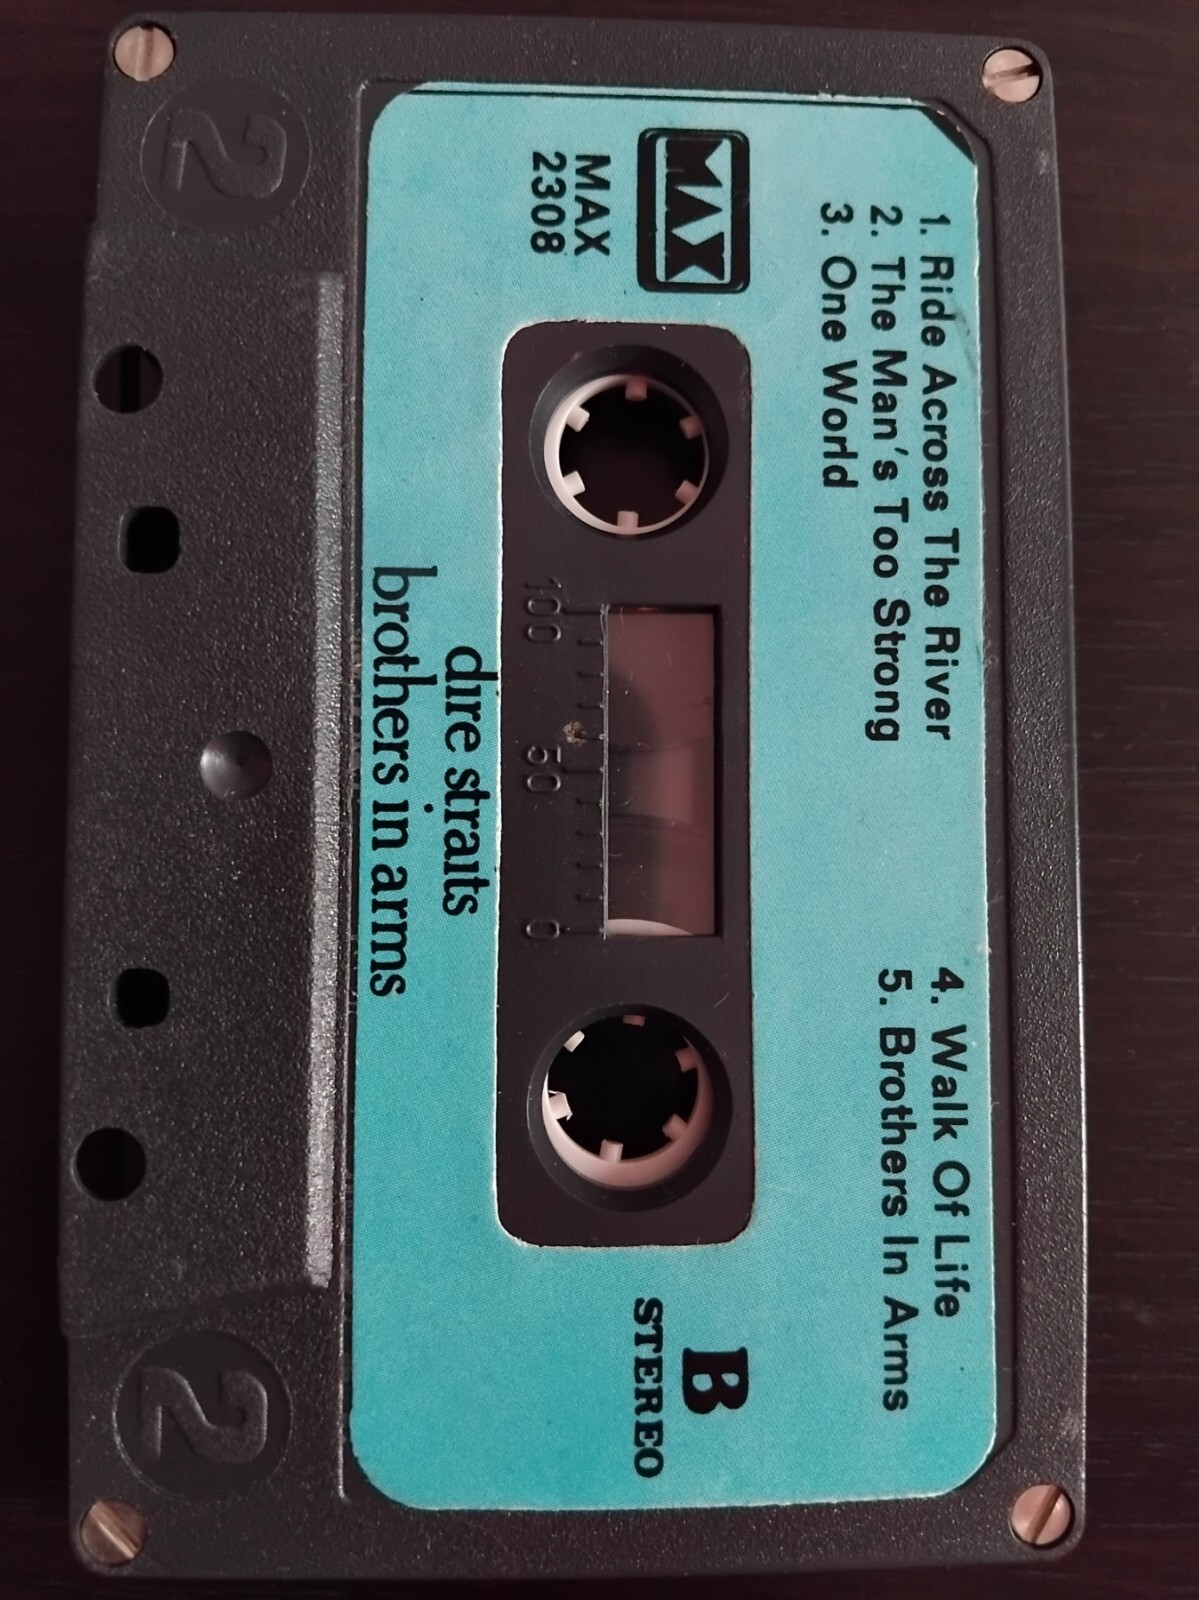 1. Ride Across The River
2. The Man's Too Strong
3. One World
4. Walk Of Life
5. Brothers In Arms
MAX
MAX
2308
B
STEREO
100 50 0
dire straits
brothers in arms
2
2